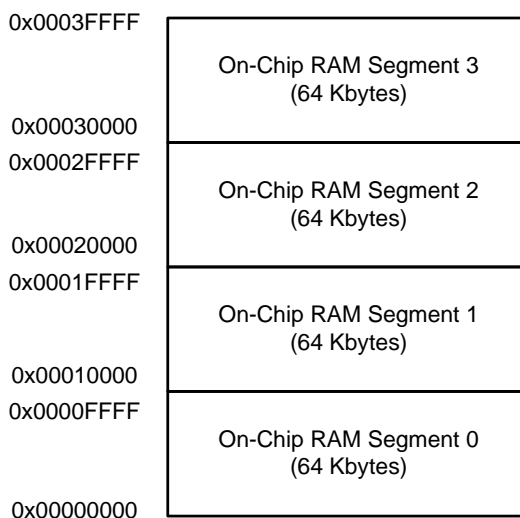 0x0003FFFF
On-Chip RAM Segment 3
(64 Kbytes)
0x00030000
0x0002FFFF
On-Chip RAM Segment 2
(64 Kbytes)
0x00020000
0x0001FFFF
On-Chip RAM Segment 1
(64 Kbytes)
0x00010000
0x0000FFFF
On-Chip RAM Segment 0
(64 Kbytes)
0x00000000